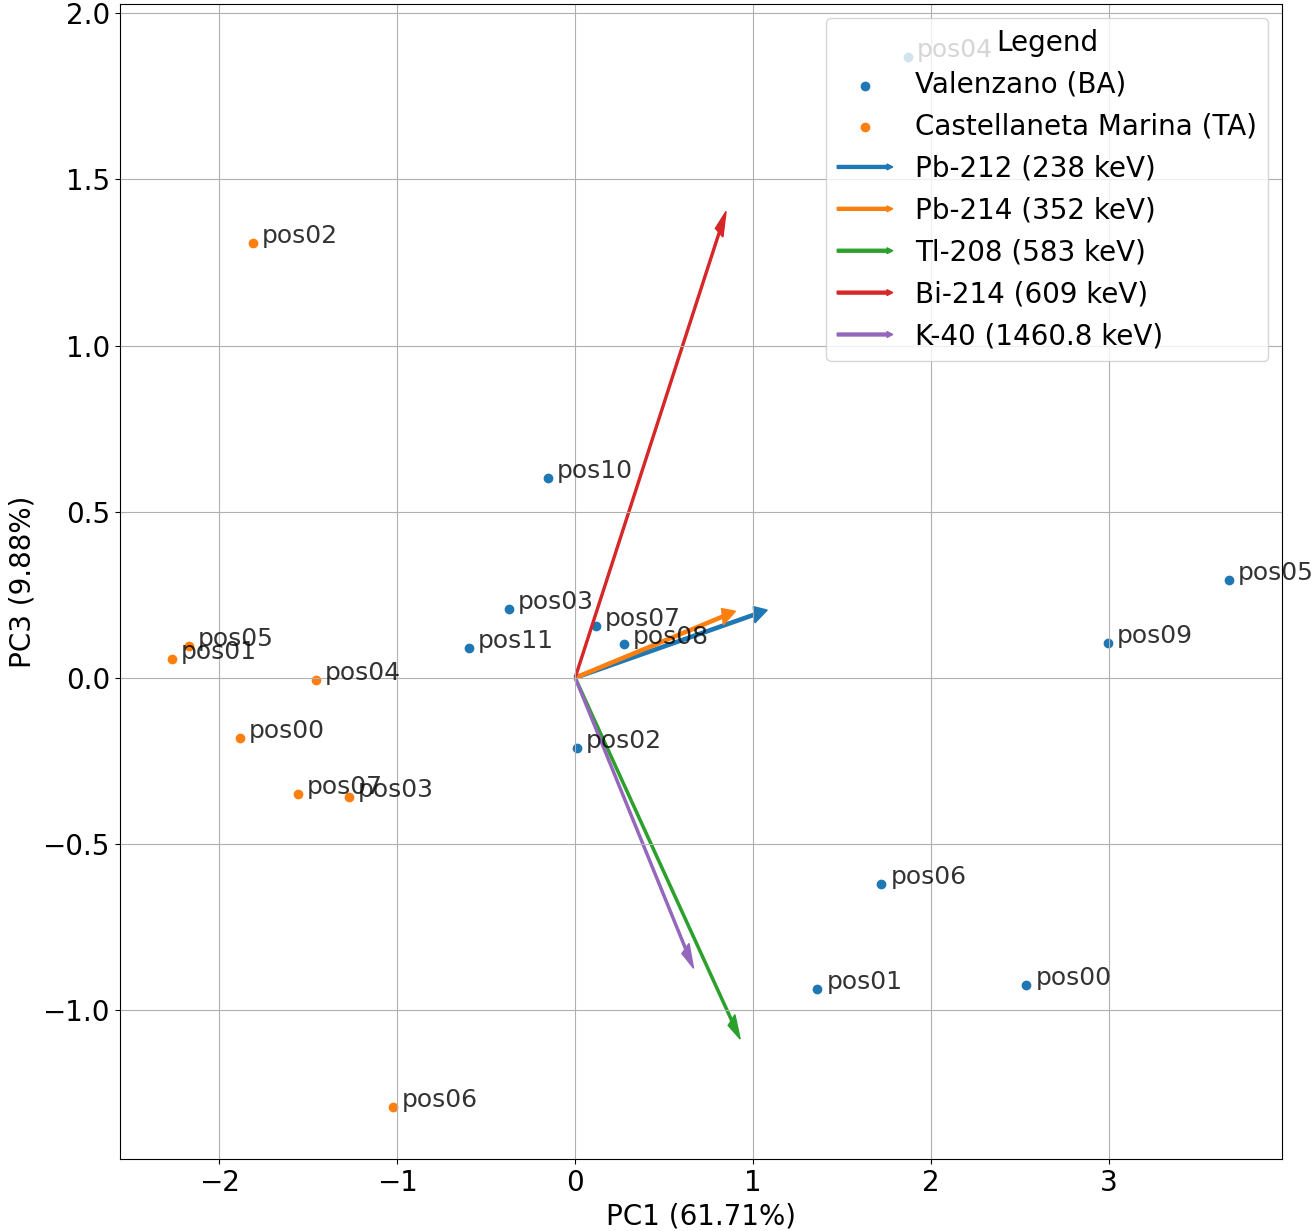 2.0
1.5
1.0
0.5
0.0
−0.5
−1.0
PC3 (9.88%)
−2
−1
0
1
2
3
PC1 (61.71%)
Legend
Valenzano (BA)
Castellaneta Marina (TA)
Pb-212 (238 keV)
Pb-214 (352 keV)
Tl-208 (583 keV)
Bi-214 (609 keV)
K-40 (1460.8 keV)
pos04
pos02
pos10
pos05
pos03
pos07
pos08
pos09
pos11
pos05
pos01
pos04
pos00
pos02
pos07
pos03
pos06
pos01
pos00
pos06